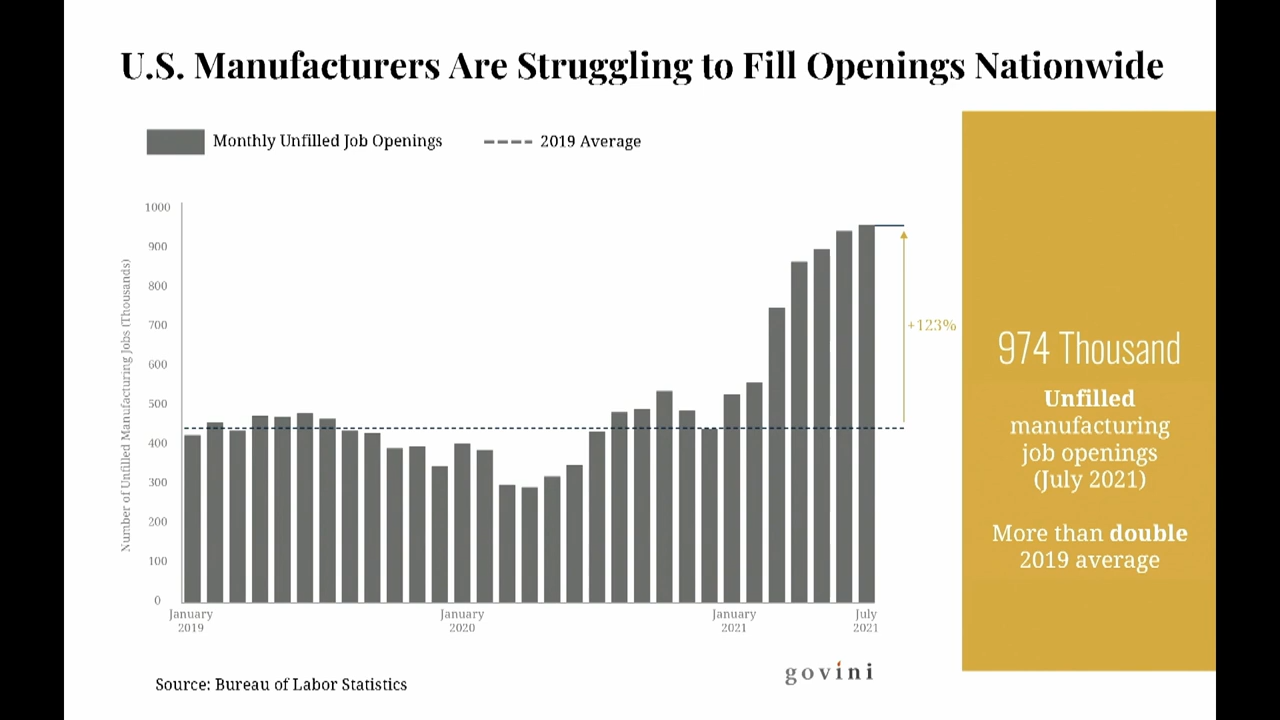 U.S. Manufacturers Are Struggling to Fill Openings Nationwide
Monthly Unfilled Job Openings
2019 Average
Number of Unfilled Manufacturing Jobs (Thousands)
1000
900
800
700
600
500
400
300
200
100
0
January 2019
January 2020
January 2021
July 2021
+123%
974 Thousand
Unfilled
manufacturing
job openings
(July 2021)
More than double
2019 average
Source: Bureau of Labor Statistics
govini